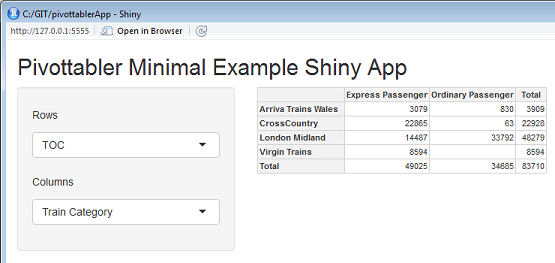 C:/GIT/pivottablerApp - Shiny
http://127.0.0.1:5555 Open in Browser
Pivottabler Minimal Example Shiny App
Rows
TOC
Columns
Train Category
Express Passenger Ordinary Passenger Total
Arriva Trains Wales 3079 830 3909
CrossCountry 22865 63 22928
London Midland 14487 33792 48279
Virgin Trains 8594 8594
Total 49025 34685 83710